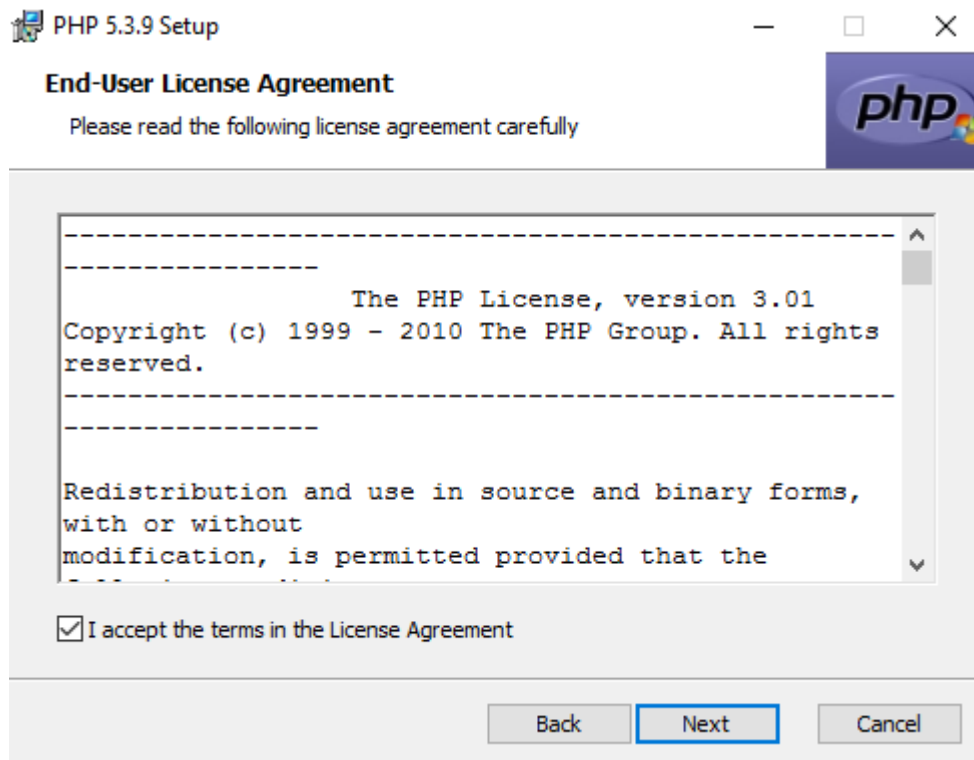 PHP 5.3.9 Setup
End-User License Agreement
Please read the following license agreement carefully
php
----------------------------------------------------
----------------
The PHP License, version 3.01
Copyright (c) 1999 - 2010 The PHP Group. All rights
reserved.
----------------------------------------------------
----------------
Redistribution and use in source and binary forms,
with or without
modification, is permitted provided that the
I accept the terms in the License Agreement
Back
Next
Cancel